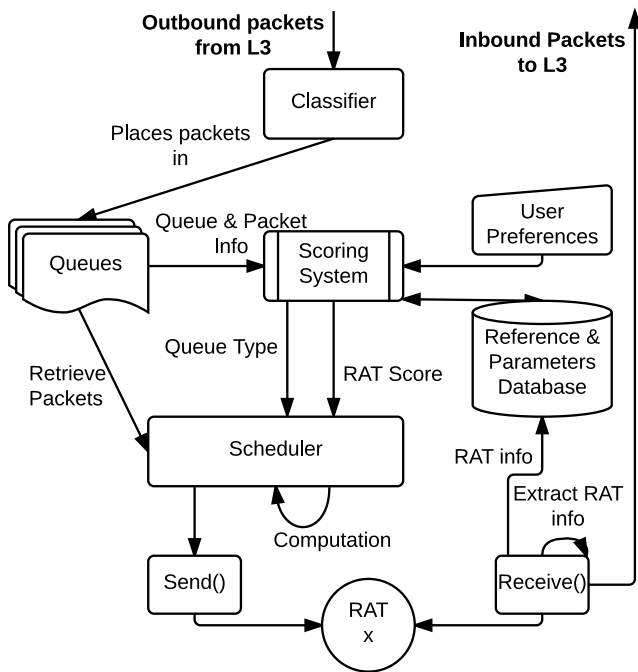 Outbound packets
from L3
Inbound Packets
to L3
Classifier
Places packets
in
Queues
Queue & Packet
Info
Scoring
System
User
Preferences
Queue Type
RAT Score
Reference &
Parameters
Database
Retrieve
Packets
Scheduler
RAT info
Extract RAT
info
Computation
Send()
RAT
x
Receive()